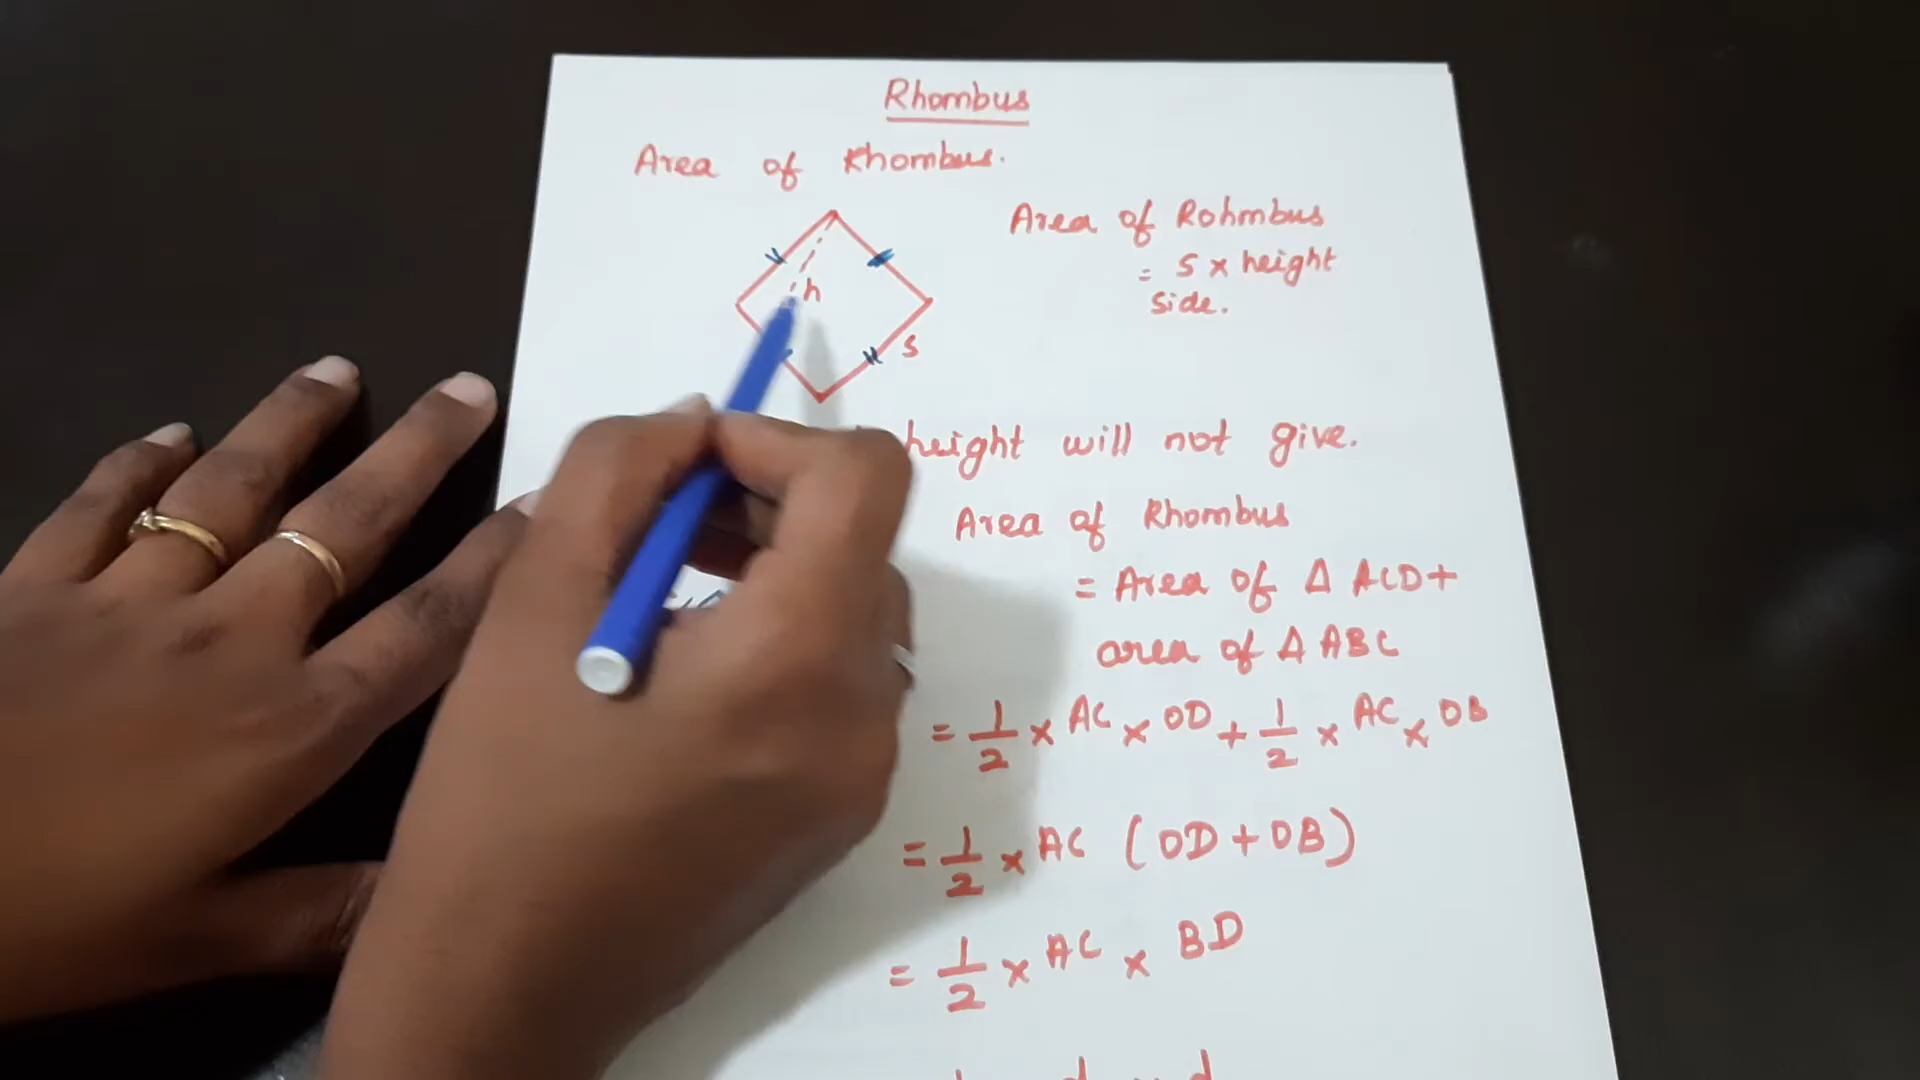 Rhombus
Area of Rhombus.
Area of Rohmbus
= S x height
side.
h
S
height will not give.
Area of Rhombus
= Area of Δ ACD +
area of Δ ABC
= 1/2 x AC x OD + 1/2 x AC x OB
= 1/2 x AC (OD + OB)
= 1/2 x AC x BD